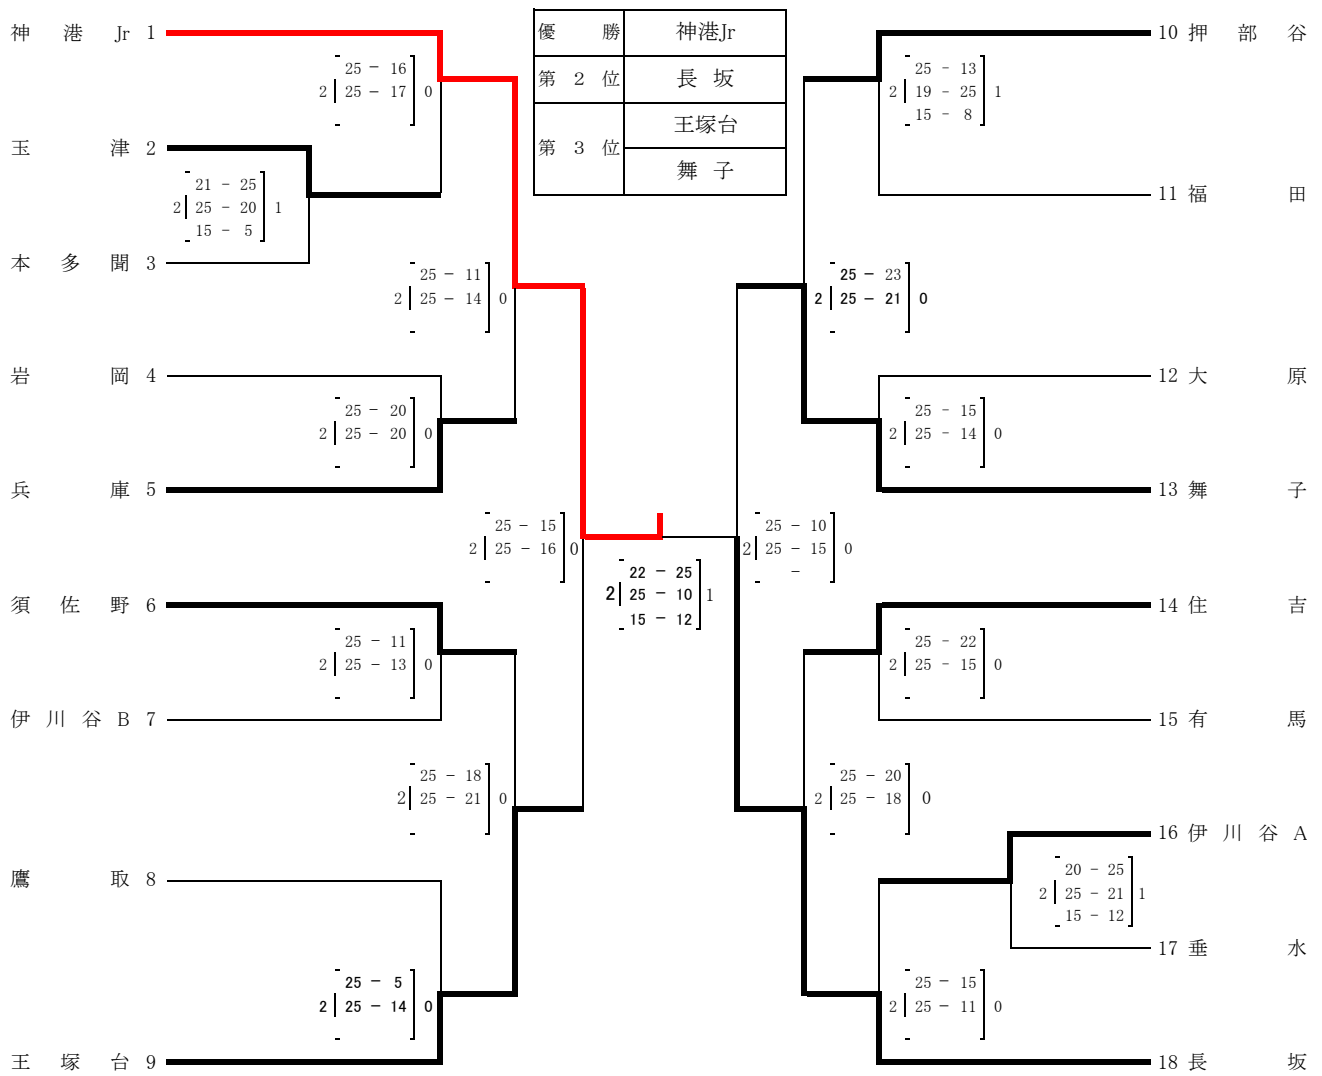 神港Jr 1
25 − 16
2 25 − 17 0
玉津 2
21 − 25
2 25 − 20 1
15 − 5
本多聞 3
25 − 11
2 25 − 14 0
岩岡 4
25 − 20
2 25 − 20 0
兵庫 5
25 − 15
2 25 − 16 0
須佐野 6
25 − 11
2 25 − 13 0
伊川谷B 7
25 − 18
2 25 − 21 0
鷹取 8
25 − 5
2 25 − 14 0
王塚台 9
優勝 神港Jr
第2位 長坂
第3位 王塚台
舞子
22 − 25
2 25 − 10 1
15 − 12
10 押部谷
25 − 13
2 19 − 25 1
15 − 8
11 福田
25 − 23
2 25 − 21 0
12 大原
25 − 15
2 25 − 14 0
13 舞子
25 − 10
2 25 − 15 0
−
14 住吉
25 − 22
2 25 − 15 0
15 有馬
25 − 20
2 25 − 18 0
16 伊川谷A
20 − 25
2 25 − 21 1
15 − 12
17 垂水
25 − 15
2 25 − 11 0
18 長坂